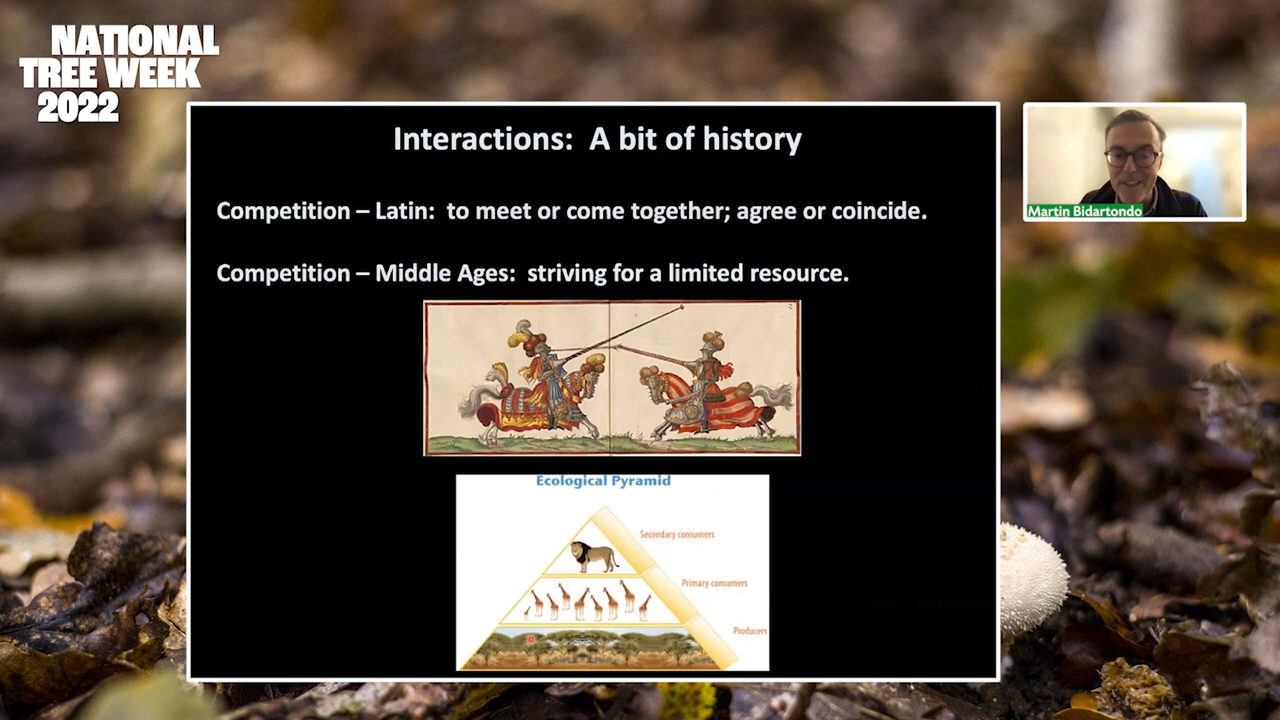 NATIONAL
TREE WEEK
2022
Interactions:  A bit of history
Competition – Latin:  to meet or come together; agree or coincide.
Competition – Middle Ages:  striving for a limited resource.
Ecological Pyramid
Secondary consumers
Primary consumers
Producers
Martin Bidartondo